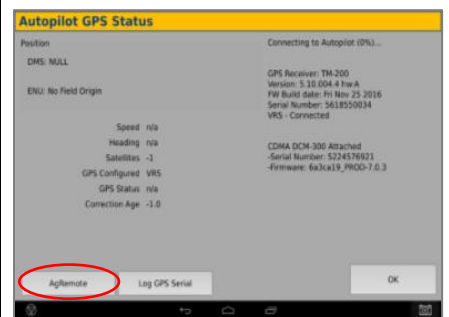 Autopilot GPS Status
Position
DMS: NULL
ENU: No Field Origin
Speed n/a
Heading n/a
Satellites -1
GPS Configured VRS
GPS Status n/a
Correction Age -1.0
Connecting to Autopilot (0%)...
GPS Receiver: TM-200
Version: 5.10.004.4 hw:A
FW Build date: Fri Nov 25 2016
Serial Number: 5618550034
VRS - Connected
CDMA DCM-300 Attached
-Serial Number: 5224576921
-Firmware: 6a3ca19_PROD-7.0.3
AgRemote
Log GPS Serial
OK